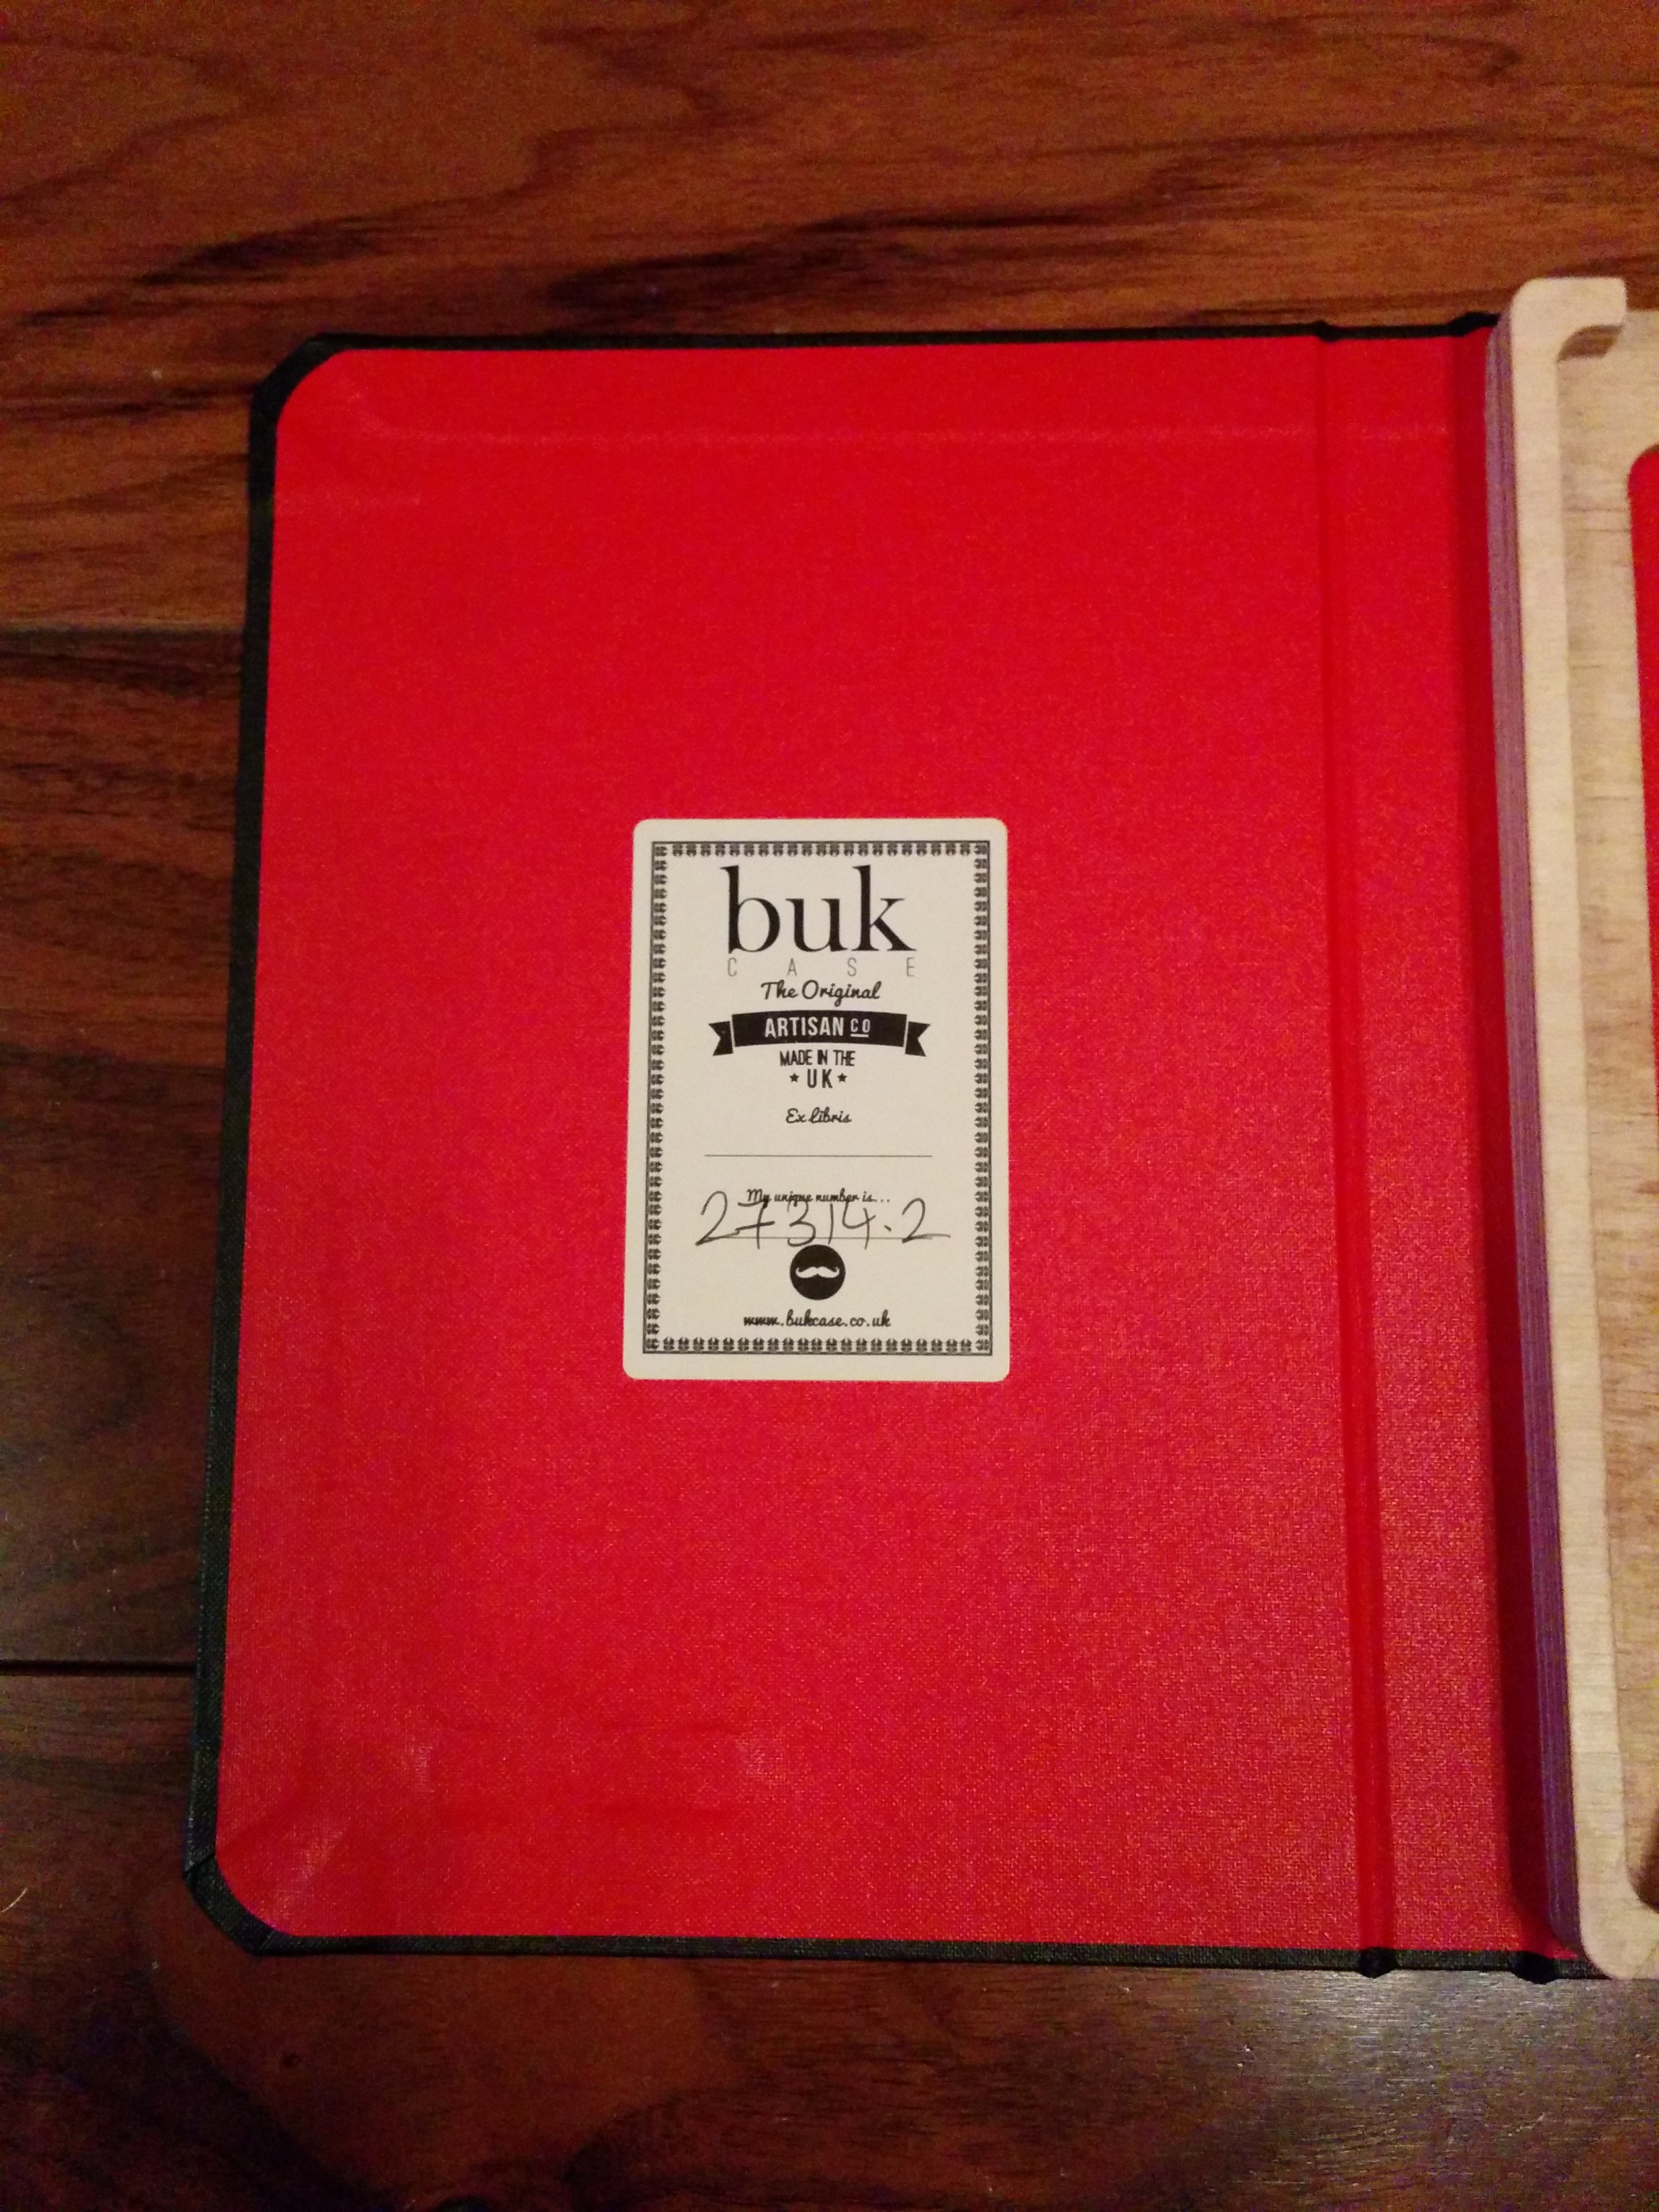 buk
CASE
The Original
ARTISAN CO
MADE IN THE
UK
Ex Libris
My unique number is...
27314.2
www.bukcase.co.uk